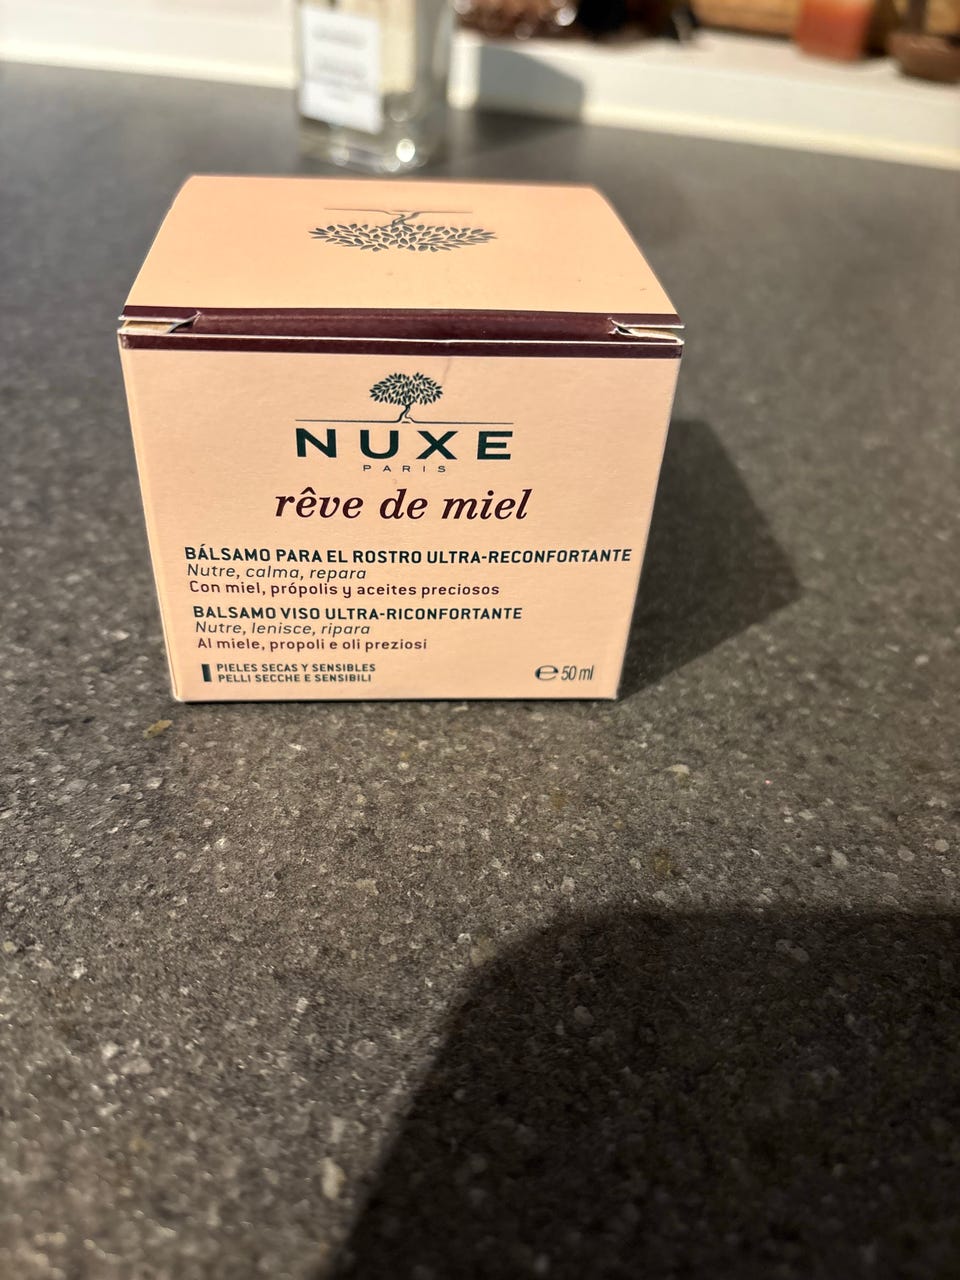 NUXE
PARIS
rêve de miel
BÁLSAMO PARA EL ROSTRO ULTRA-RECONFORTANTE
Nutre, calma, repara
Con miel, própolis y aceites preciosos
BALSAMO VISO ULTRA-RICONFORTANTE
Nutre, lenisce, ripara
Al miele, propoli e oli preziosi
PIELES SECAS Y SENSIBLES
PELLI SECCHE E SENSIBILI
℮ 50 ml